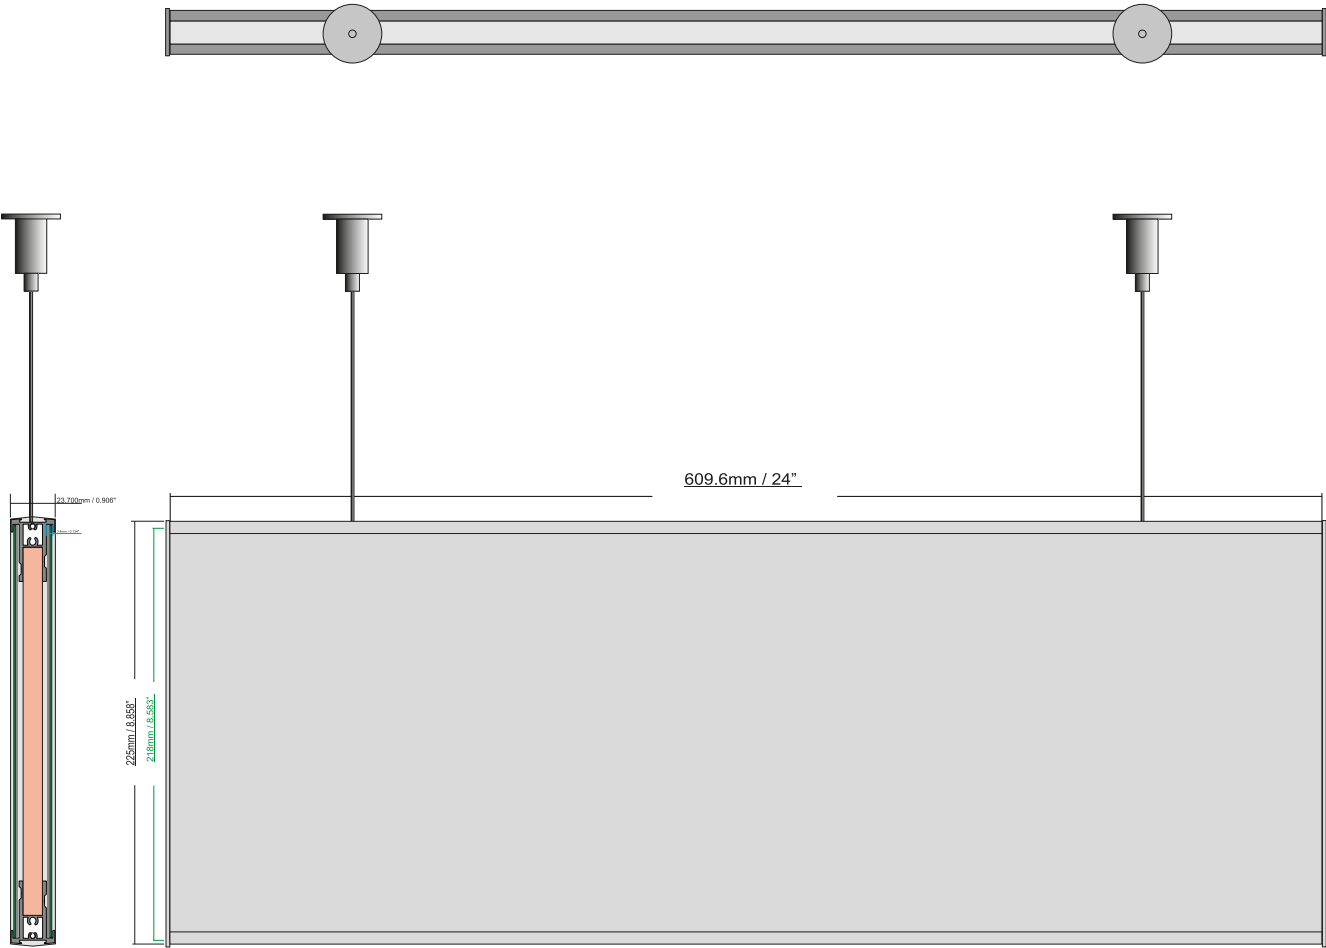 609.6mm / 24”
23.700mm / 0.906"
225mm / 8.858"
218mm / 8.583"